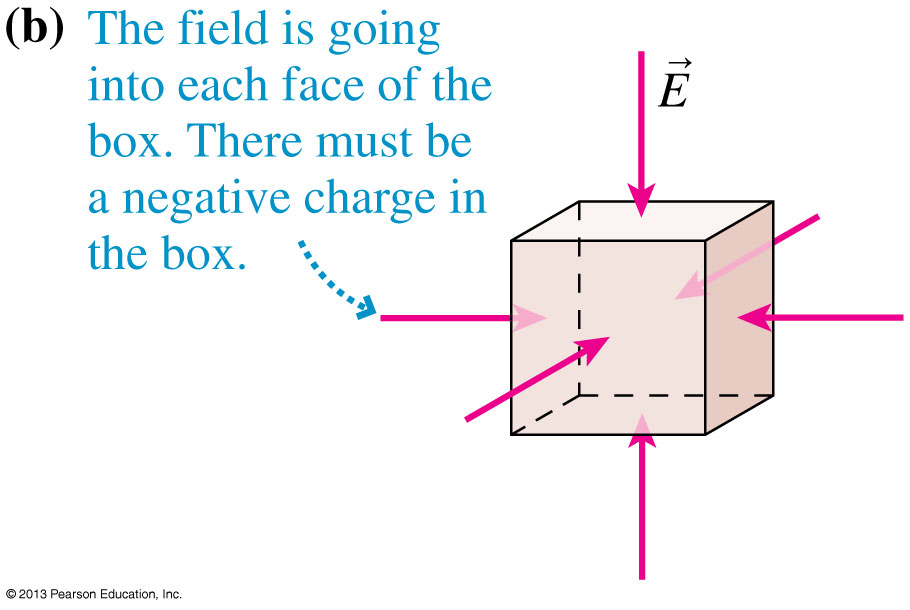 (b) The field is going
into each face of the
box. There must be
a negative charge in
the box.
E⃗
© 2013 Pearson Education, Inc.